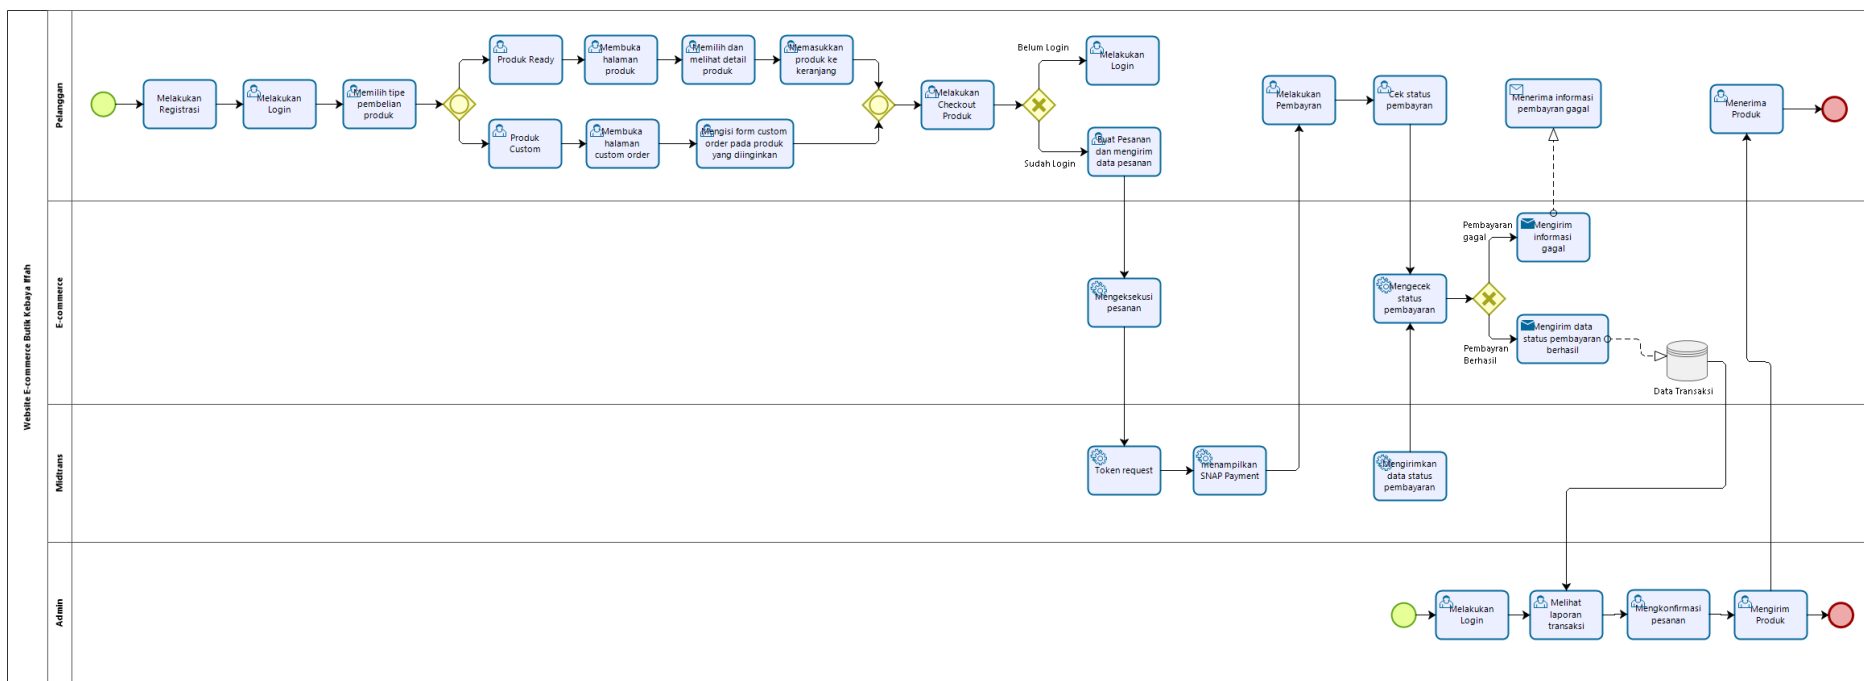 Website E-commerce Butik Kebaya Iffah
Pelanggan
Melakukan
Registrasi
Melakukan
Login
Memilih tipe
pembelian
produk
Produk Ready
Membuka
halaman
produk
Memilih dan
melihat detail
produk
Memasukkan
produk ke
keranjang
Produk
Custom
Membuka
halaman
custom order
Mengisi form custom
order pada produk
yang diinginkan
Melakukan
Checkout
Produk
Belum Login
Melakukan
Login
Sudah Login
Buat Pesanan
dan mengirim
data pesanan
Melakukan
Pembayran
Cek status
pembayran
Menerima informasi
pembayran gagal
Menerima
Produk
E-commerce
Mengeksekusi
pesanan
Mengecek
status
pembayaran
Pembayaran
gagal
Mengirim
informasi
gagal
Pembayran
Berhasil
Mengirim data
status pembayaran
berhasil
Data Transaksi
Midtrans
Token request
menampilkan
SNAP Payment
Mengirimkan
data status
pembayaran
Admin
Melakukan
Login
Melihat
laporan
transaksi
Mengkonfirmasi
pesanan
Mengirim
Produk